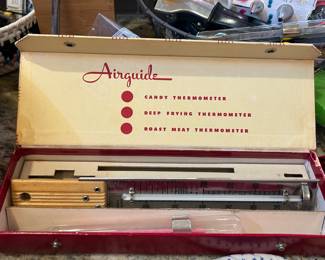 Airguide
CANDY THERMOMETER
DEEP FRYING THERMOMETER
ROAST MEAT THERMOMETER